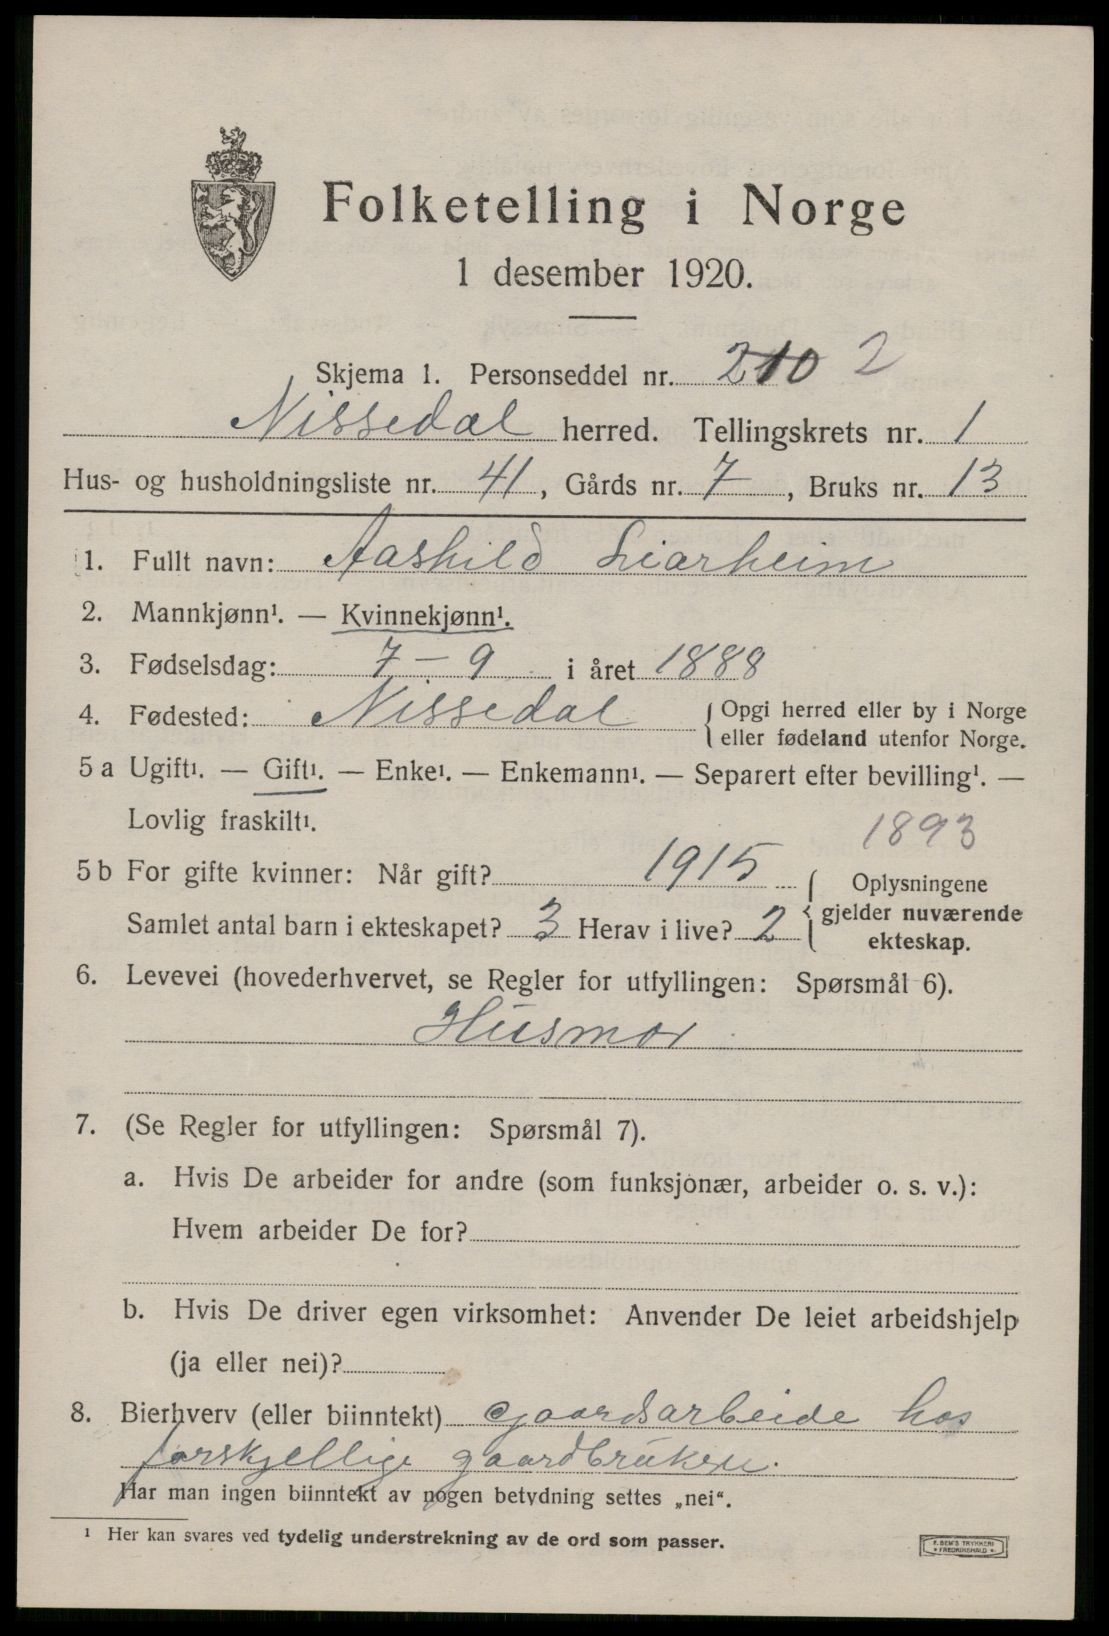 Folketelling i Norge
1 desember 1920.
Skjema 1. Personseddel nr. 210 2
Nissedal herred. Tellingskrets nr. 1
Hus- og husholdningsliste nr. 41, Gårds nr. 7, Bruks nr. 13
1. Fullt navn: Aashild Liarheim
2. Mannkjønn¹. — Kvinnekjønn¹.
3. Fødselsdag: 7 – 9 i året 1888
4. Fødested: Nissedal { Opgi herred eller by i Norge
eller fødeland utenfor Norge.
5 a Ugift¹. — Gift¹. — Enke¹. — Enkemann¹. — Separert efter bevilling¹. —
Lovlig fraskilt¹.
1893
5 b For gifte kvinner: Når gift? 1915 { Oplysningene
gjelder nuværende
ekteskap.
Samlet antal barn i ekteskapet? 3 Herav i live? 2
6. Levevei (hovederhvervet, se Regler for utfyllingen: Spørsmål 6).
Husmor
7. (Se Regler for utfyllingen: Spørsmål 7).
a. Hvis De arbeider for andre (som funksjonær, arbeider o. s. v.):
Hvem arbeider De for?
b. Hvis De driver egen virksomhet: Anvender De leiet arbeidshjelp
(ja eller nei)?
8. Bierhverv (eller biinntekt) gaardsarbeide hos
forskjellige gaardbrukere.
Har man ingen biinntekt av nogen betydning settes „nei“.
¹ Her kan svares ved tydelig understrekning av de ord som passer.
F. BEM'S TRYKKERI
• FREDRIKSHALD •